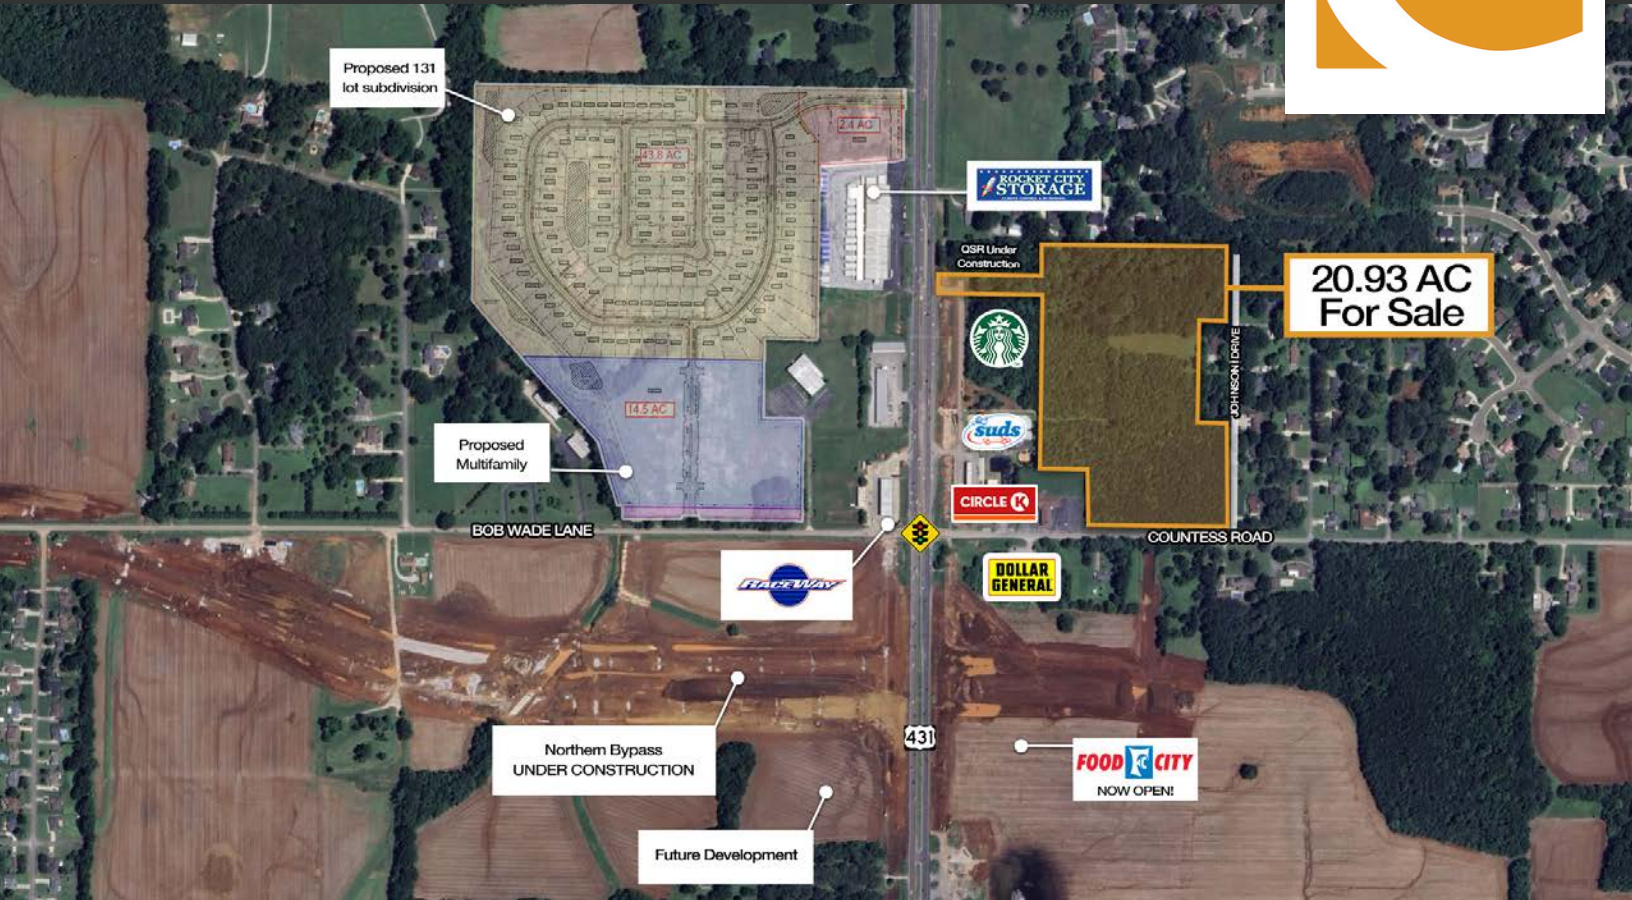 Proposed 131
lot subdivision
43.8 AC
2.4 AC
ROCKET CITY
STORAGE
QSR Under
Construction
20.93 AC
For Sale
JOHNSON DRIVE
14.5 AC
suds
Proposed
Multifamily
CIRCLE K
BOB WADE LANE
COUNTESS ROAD
RACEWAY
DOLLAR
GENERAL
431
Northern Bypass
UNDER CONSTRUCTION
FOOD FC CITY
NOW OPEN!
Future Development